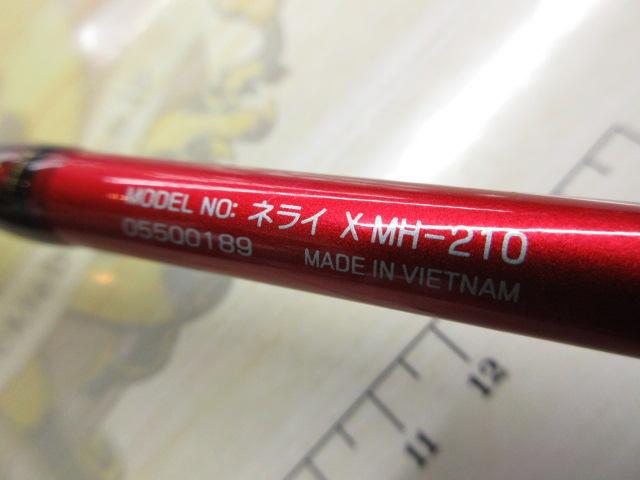 MODEL NO: ネライ X MH-210
05500189 MADE IN VIETNAM
11 12